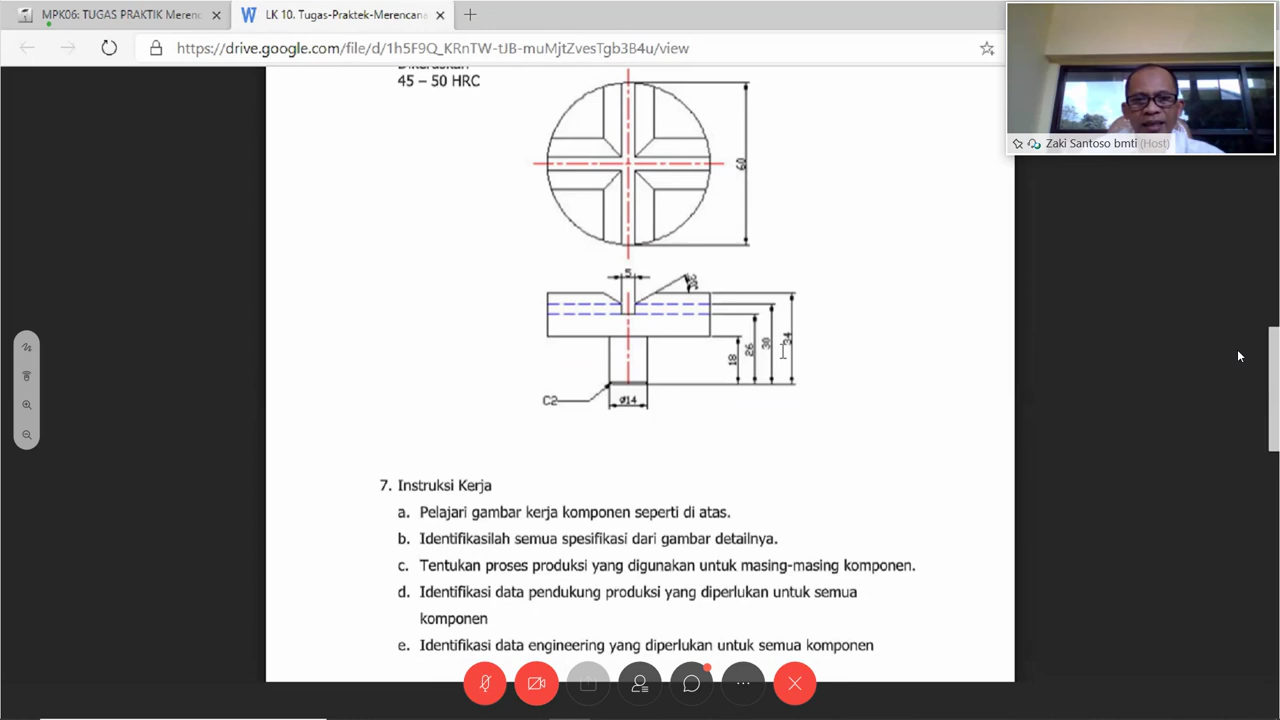 MPK06: TUGAS PRAKTIK Merenc
LK 10. Tugas-Praktek-Merencana
https://drive.google.com/file/d/1h5F9Q_KRnTW-tJB-muMjtZvesTgb3B4u/view
Zaki Santoso bmti (Host)
45 – 50 HRC
60
5
18
26
30
34
C2
ø14
7. Instruksi Kerja
a. Pelajari gambar kerja komponen seperti di atas.
b. Identifikasilah semua spesifikasi dari gambar detailnya.
c. Tentukan proses produksi yang digunakan untuk masing-masing komponen.
d. Identifikasi data pendukung produksi yang diperlukan untuk semua
komponen
e. Identifikasi data engineering yang diperlukan untuk semua komponen